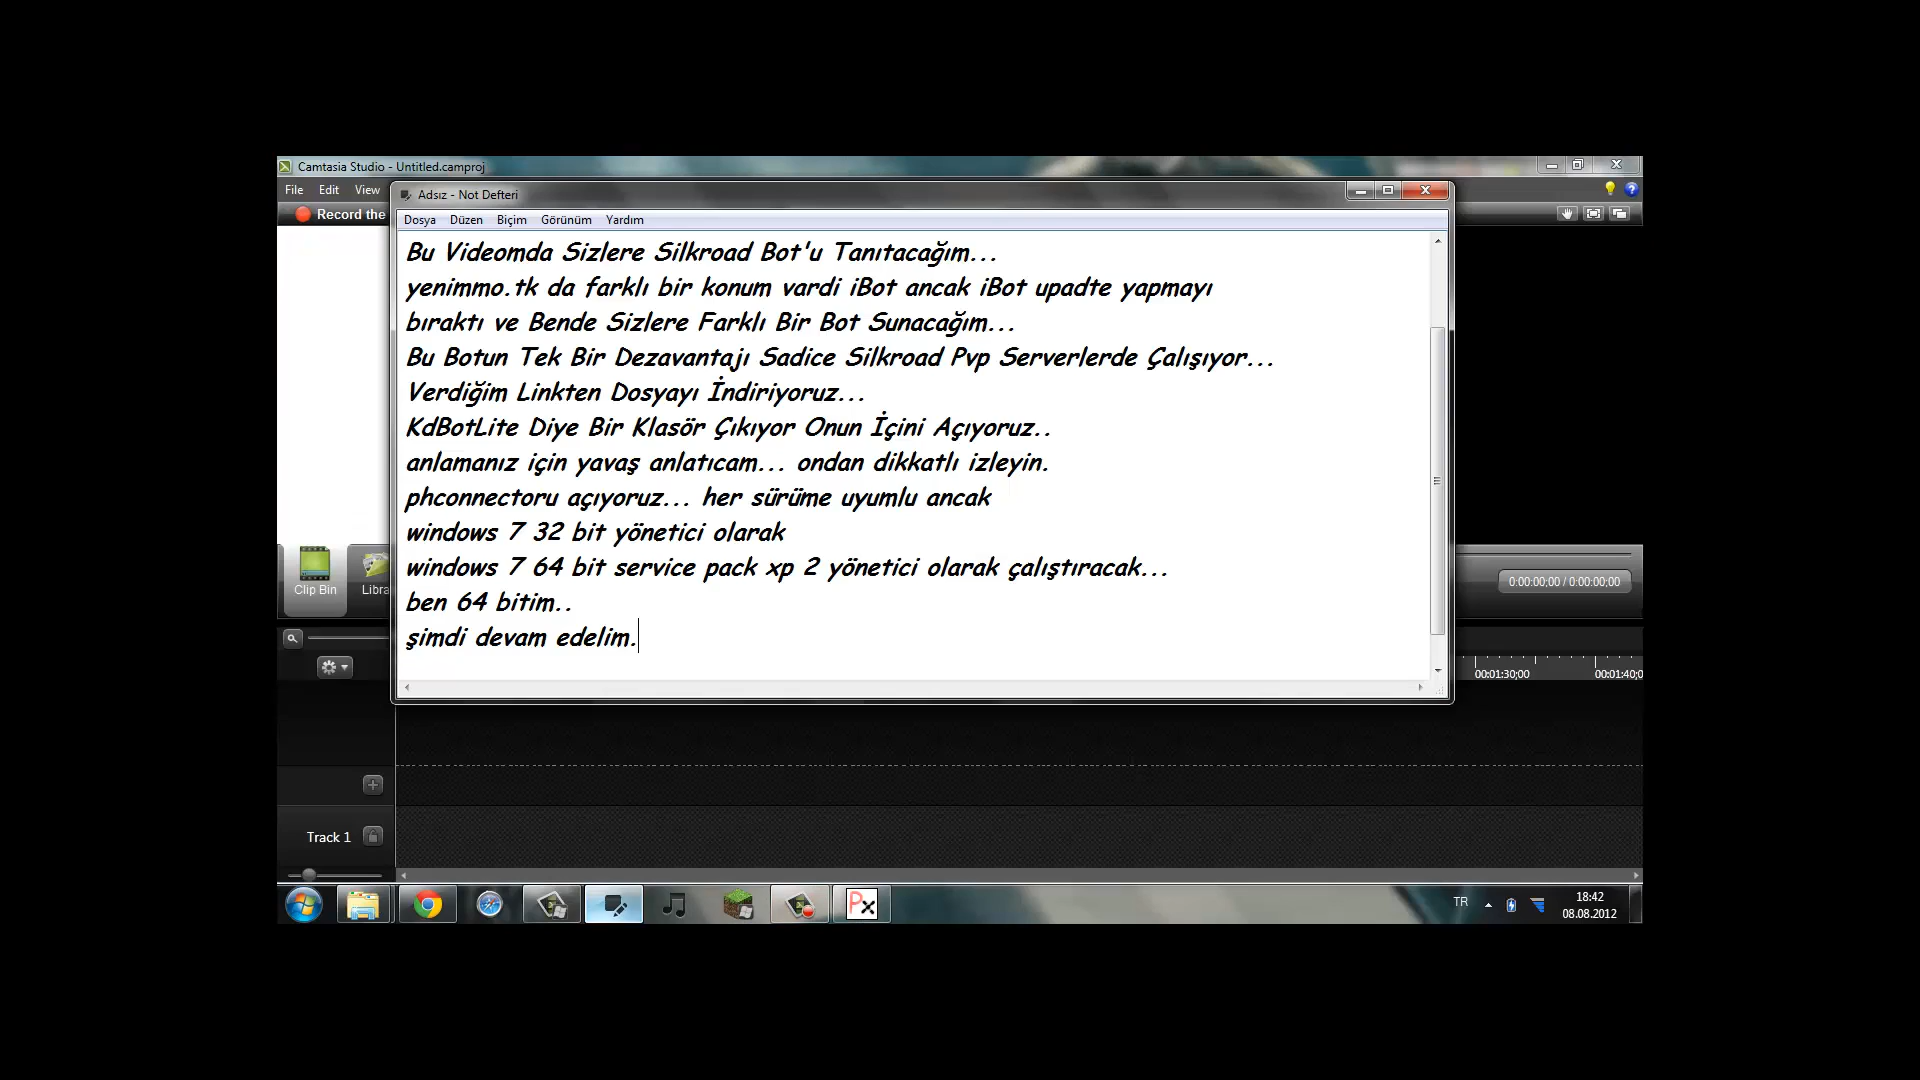 Camtasia Studio - Untitled.camproj
File Edit View
Record the
Adsız - Not Defteri
Dosya Düzen Biçim Görünüm Yardım
Bu Videomda Sizlere Silkroad Bot'u Tanıtacağım...
yenimmo.tk da farklı bir konum vardi iBot ancak iBot upadte yapmayı
bıraktı ve Bende Sizlere Farklı Bir Bot Sunacağım...
Bu Botun Tek Bir Dezavantajı Sadice Silkroad Pvp Serverlerde Çalışıyor...
Verdiğim Linkten Dosyayı İndiriyoruz...
KdBotLite Diye Bir Klasör Çıkıyor Onun İçini Açıyoruz..
anlamanız için yavaş anlatıcam... ondan dikkatlı izleyin.
phconnectoru açıyoruz... her sürüme uyumlu ancak
windows 7 32 bit yönetici olarak
windows 7 64 bit service pack xp 2 yönetici olarak çalıştıracak...
ben 64 bitim..
şimdi devam edelim.
Clip Bin
Libra
0:00:00;00 / 0:00:00;00
00:01:30;00
00:01:40;0
Track 1
Px
TR
18:42
08.08.2012